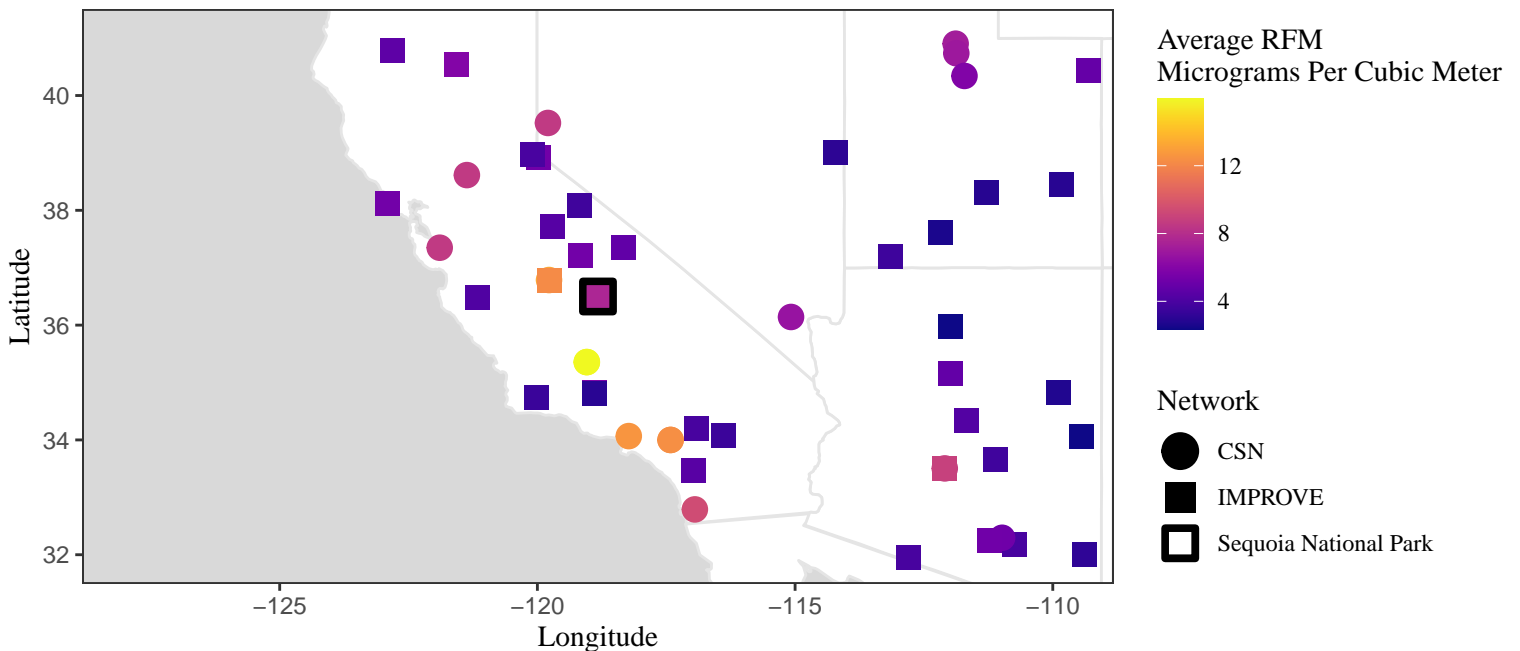 Average RFM
Micrograms Per Cubic Meter
12
8
4
Network
CSN
IMPROVE
Sequoia National Park
Latitude
40
38
36
34
32
−125
−120
−115
−110
Longitude